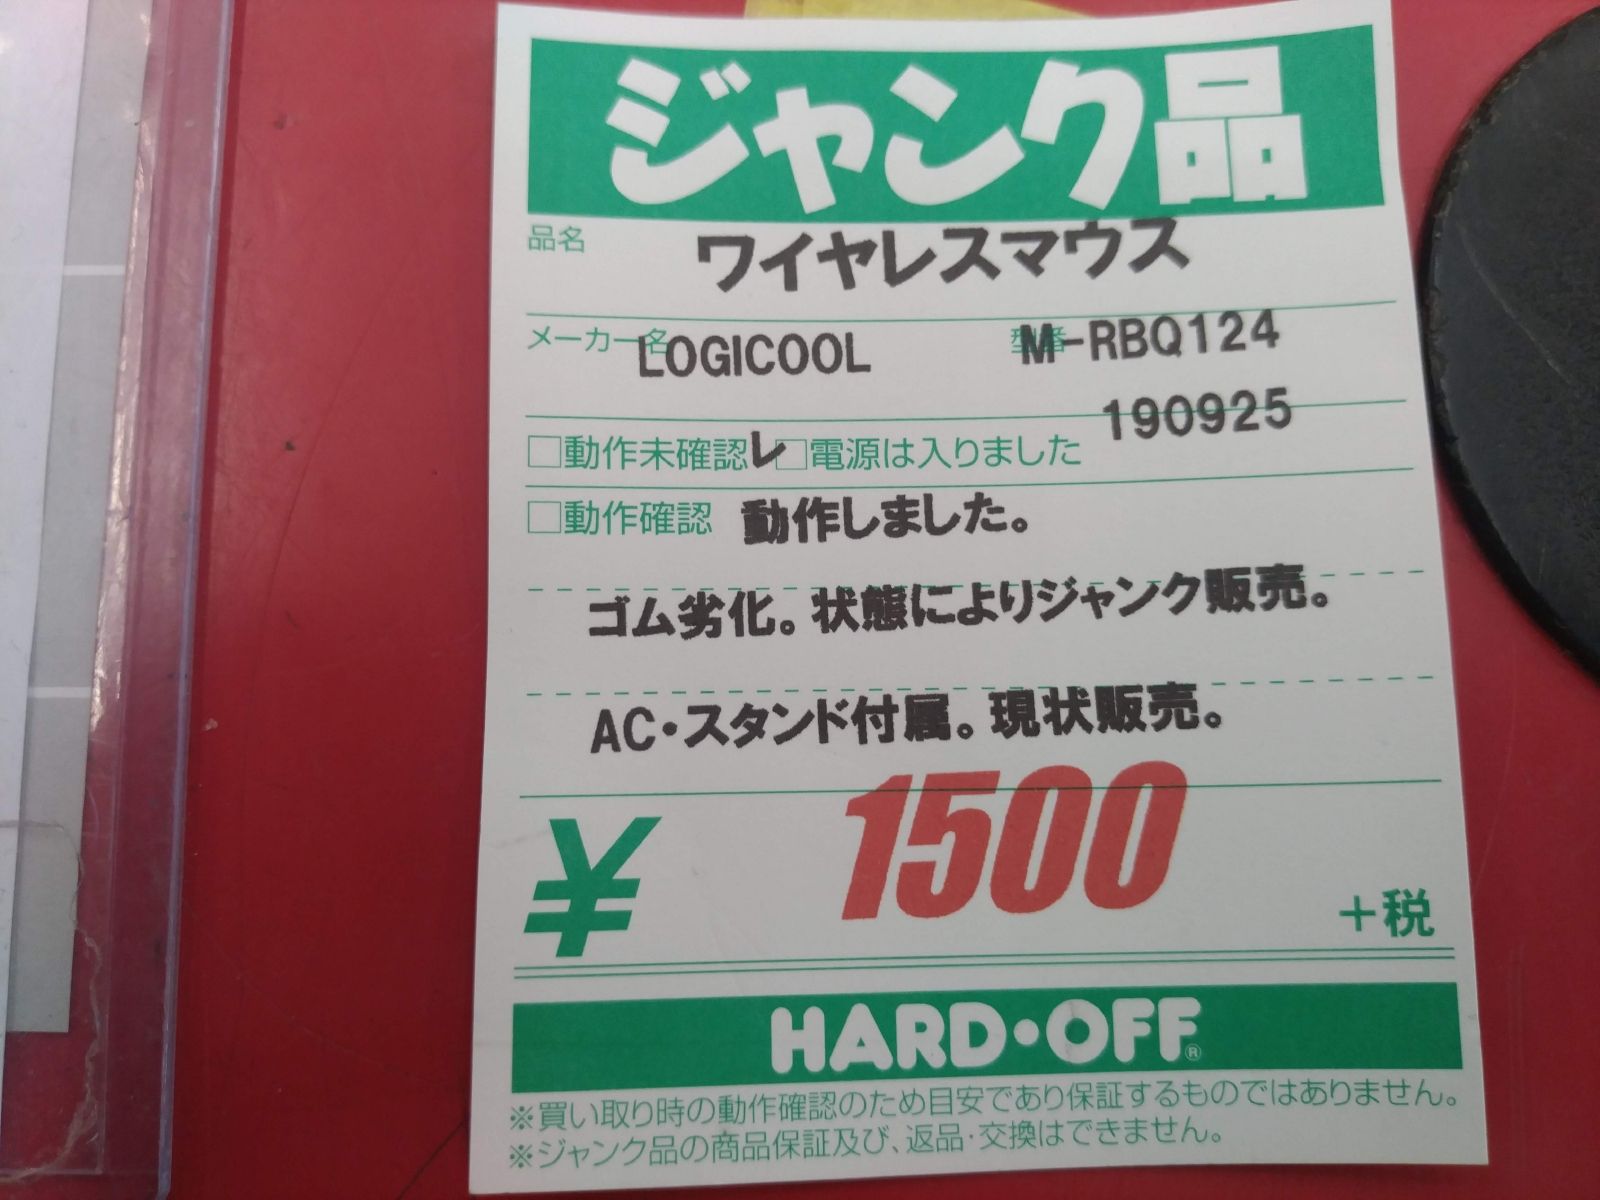 ジャンク品
品名 ワイヤレスマウス
メーカー名 LOGICOOL 型番 M-RBQ124
190925
□動作未確認 レ □電源は入りました
□動作確認 動作しました。
ゴム劣化。状態によりジャンク販売。
AC・スタンド付属。現状販売。
¥ 1500 +税
HARD・OFF®
※買い取り時の動作確認のため目安であり保証するものではありません。
※ジャンク品の商品保証及び、返品・交換はできません。